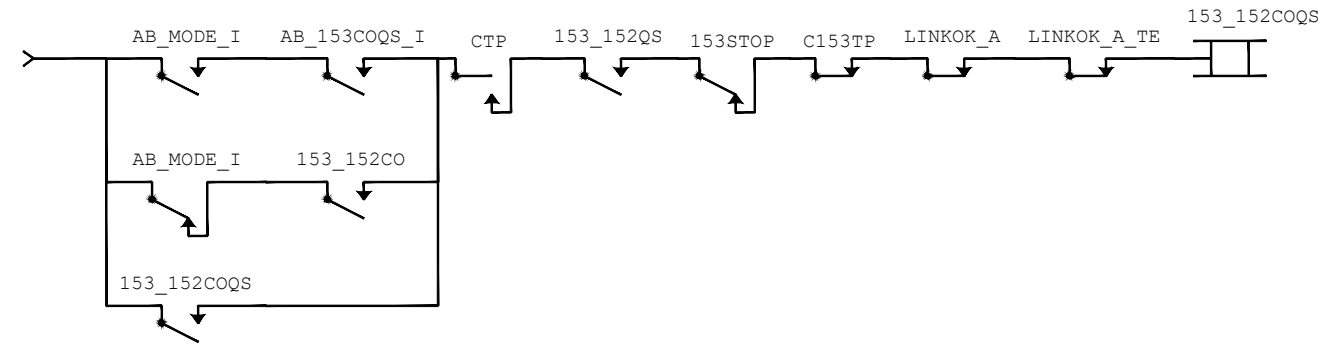 153_152COQS
AB_MODE_I AB_153COQS_I CTP 153_152QS 153STOP C153TP LINKOK_A LINKOK_A_TE
AB_MODE_I 153_152CO
153_152COQS